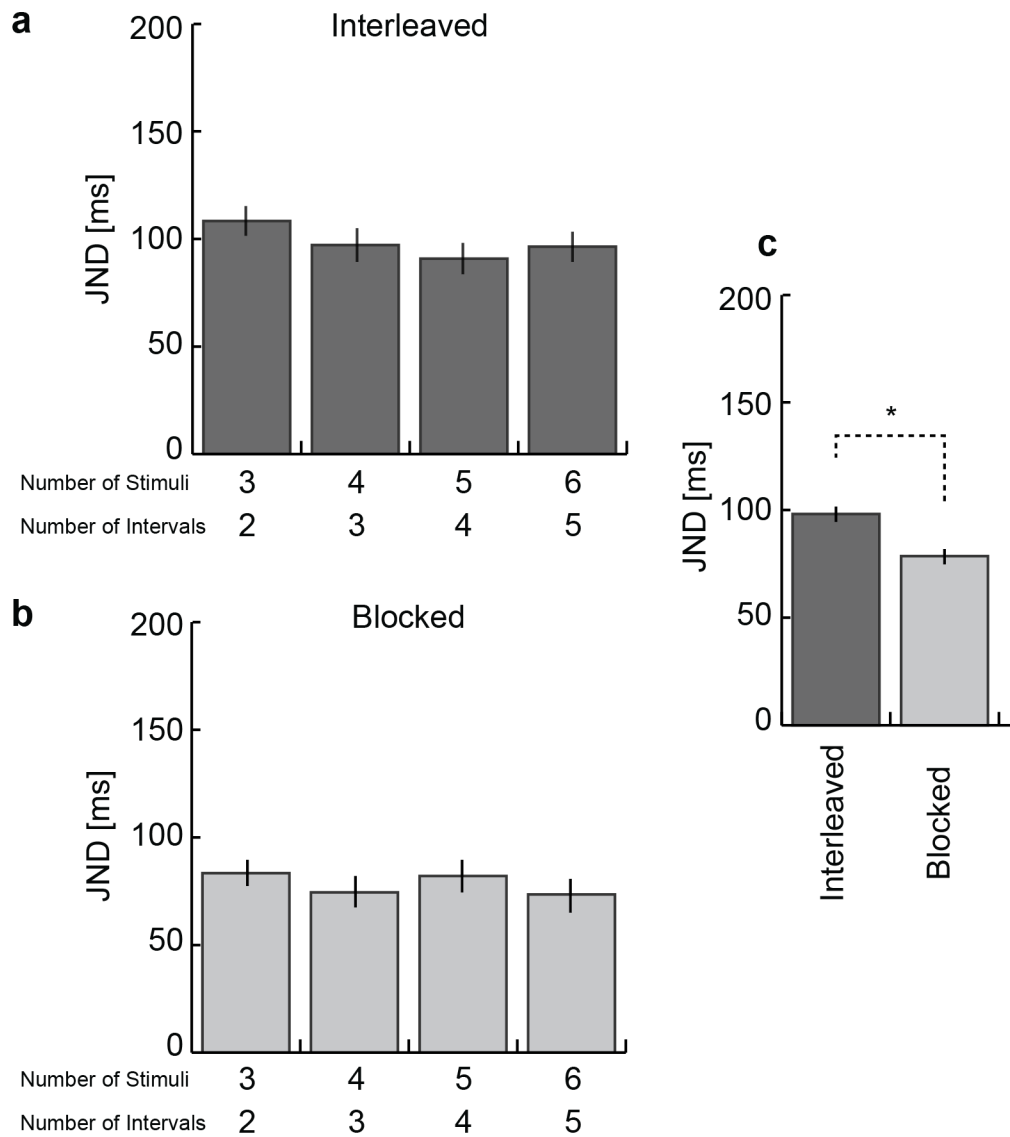 a
Interleaved
JND [ms]
200
150
100
50
0
Number of Stimuli 3 4 5 6
Number of Intervals 2 3 4 5
b
Blocked
JND [ms]
200
150
100
50
0
Number of Stimuli 3 4 5 6
Number of Intervals 2 3 4 5
c
JND [ms]
200
150
100
50
0
*
Interleaved
Blocked